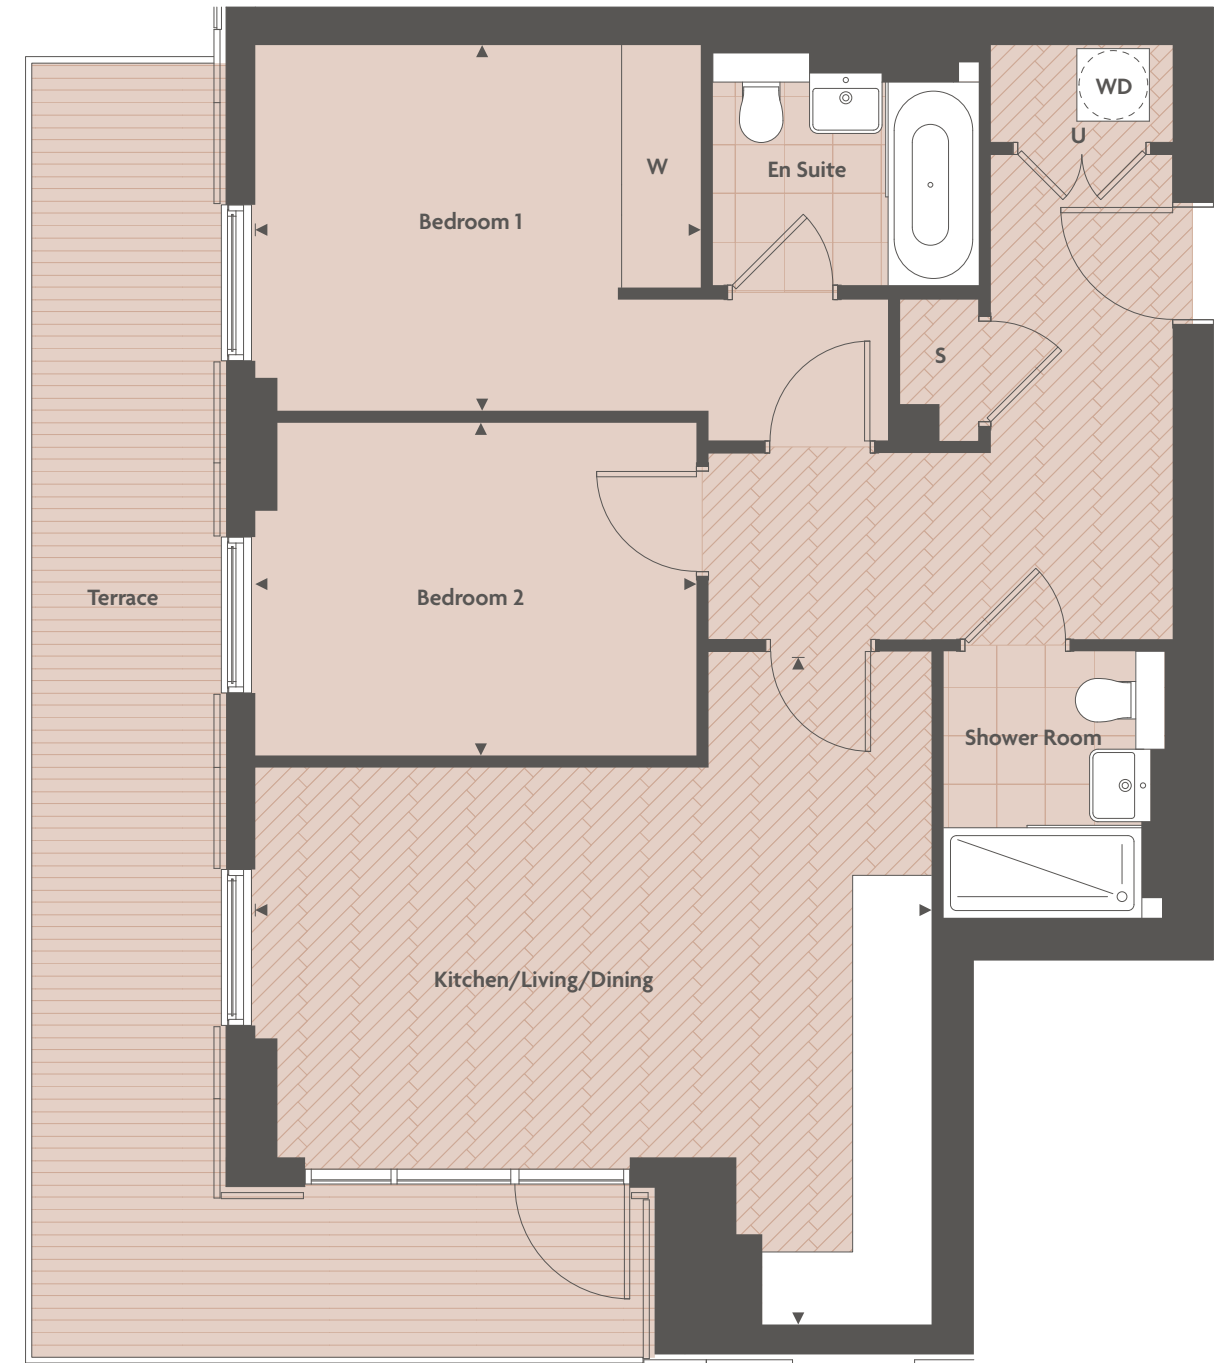 WD
U
W
En Suite
Bedroom 1
S
Terrace
Bedroom 2
Shower Room
Kitchen/Living/Dining